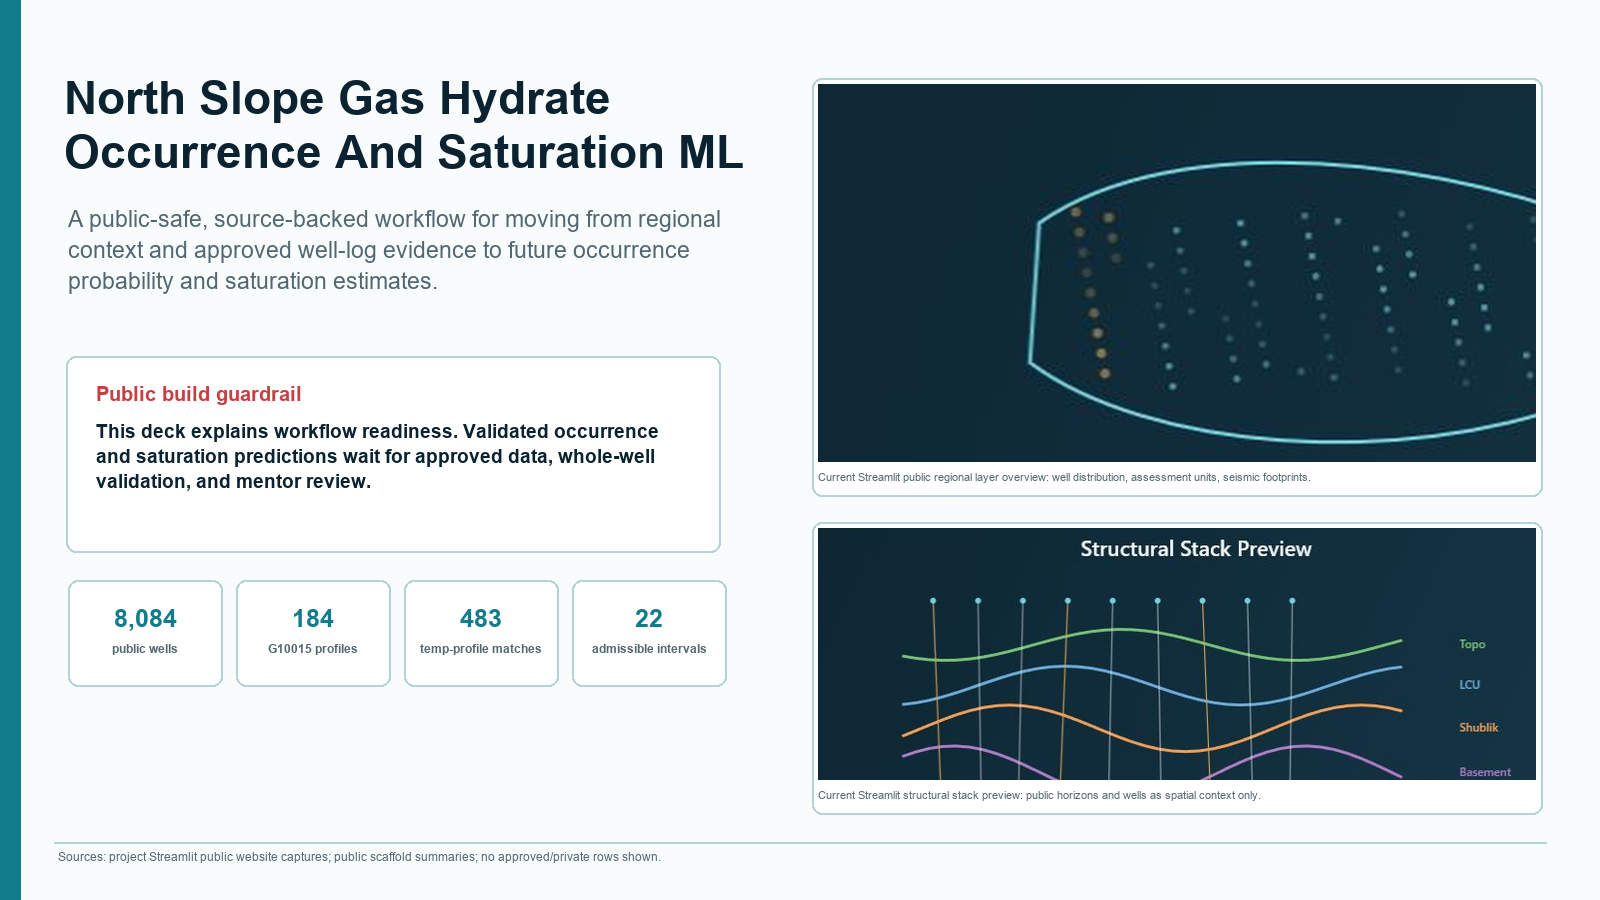 North Slope Gas Hydrate
Occurrence And Saturation ML
A public-safe, source-backed workflow for moving from regional
context and approved well-log evidence to future occurrence
probability and saturation estimates.
Public build guardrail
This deck explains workflow readiness. Validated occurrence
and saturation predictions wait for approved data, whole-well
validation, and mentor review.
8,084
public wells
184
G10015 profiles
483
temp-profile matches
22
admissible intervals
Current Streamlit public regional layer overview: well distribution, assessment units, seismic footprints.
Structural Stack Preview
Topo
LCU
Shublik
Basement
Current Streamlit structural stack preview: public horizons and wells as spatial context only.
Sources: project Streamlit public website captures; public scaffold summaries; no approved/private rows shown.